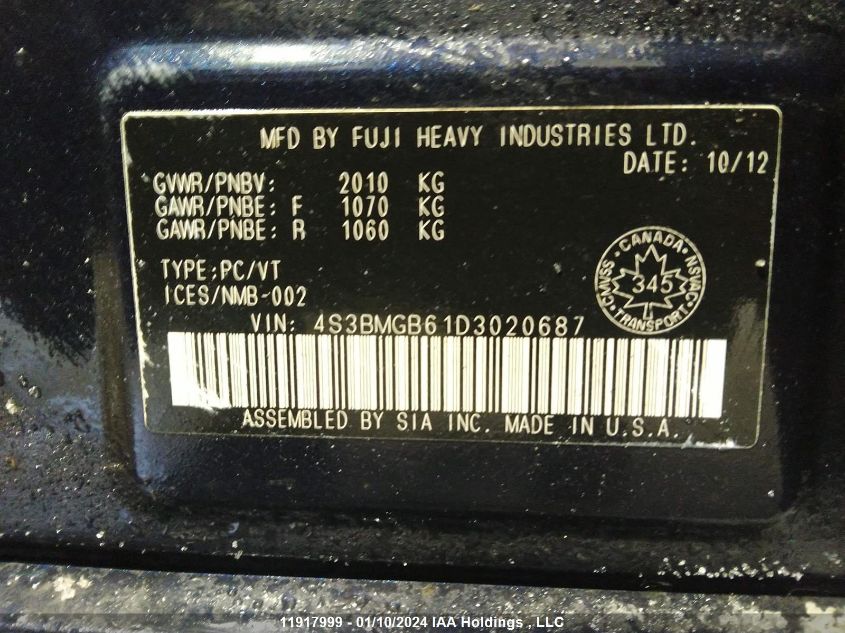 MFD BY FUJI HEAVY INDUSTRIES LTD.
DATE: 10/12
GVWR/PNBV: 2010 KG
GAWR/PNBE: F 1070 KG
GAWR/PNBE: R 1060 KG
TYPE:PC/VT
ICES/NMB-002
CANADA
CMVSS
345
NSVAC
TRANSPORT
VIN: 4S3BMGB61D3020687
ASSEMBLED BY SIA INC. MADE IN U.S.A.
11917999 - 01/10/2024 IAA Holdings , LLC